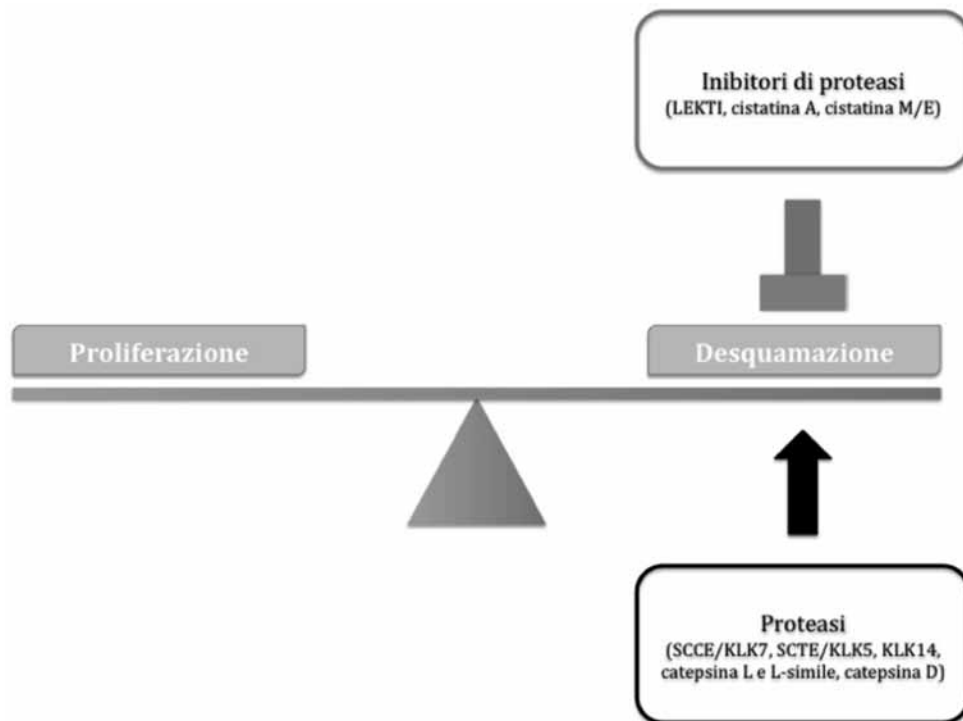 Inibitori di proteasi
(LEKTI, cistatina A, cistatina M/E)
Proliferazione
Desquamazione
Proteasi
(SCCE/KLK7, SCTE/KLK5, KLK14,
catepsina L e L-simile, catepsina D)